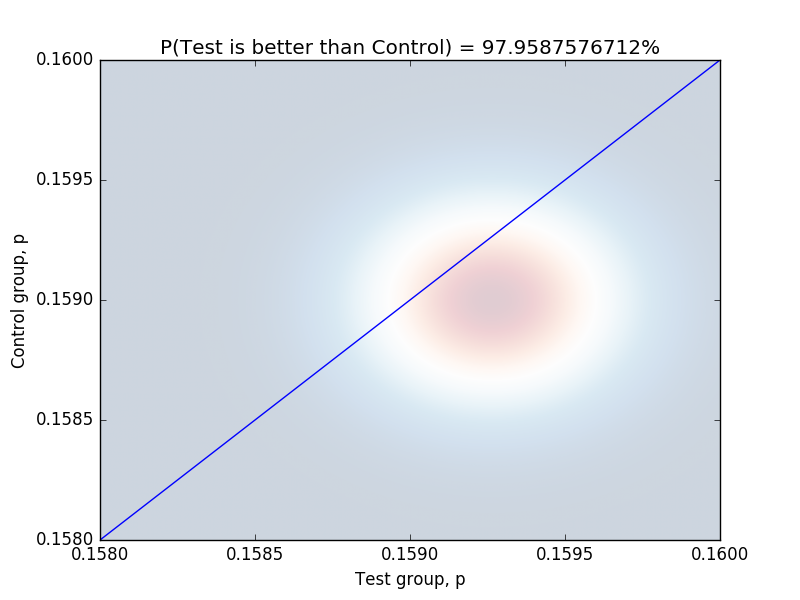 P(Test is better than Control) = 97.9587576712%
0.1600
0.1595
0.1590
0.1585
0.1580
Control group, p
0.1580 0.1585 0.1590 0.1595 0.1600
Test group, p